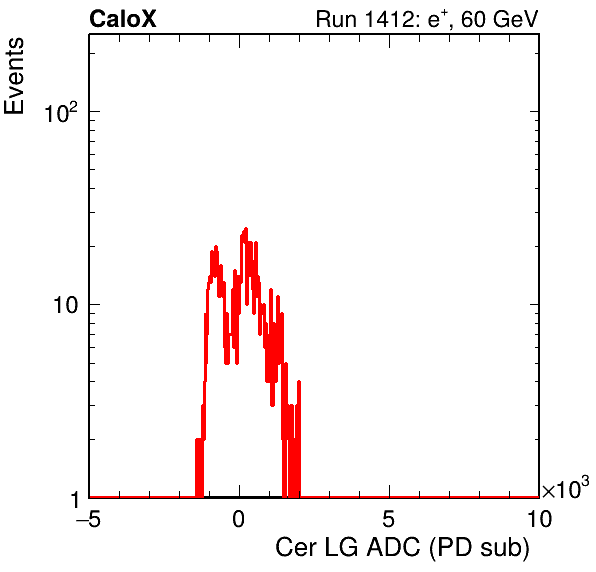 CaloX Run 1412: e⁺, 60 GeV
Events
10²
10
1
−5 0 5 10
×10³
Cer LG ADC (PD sub)